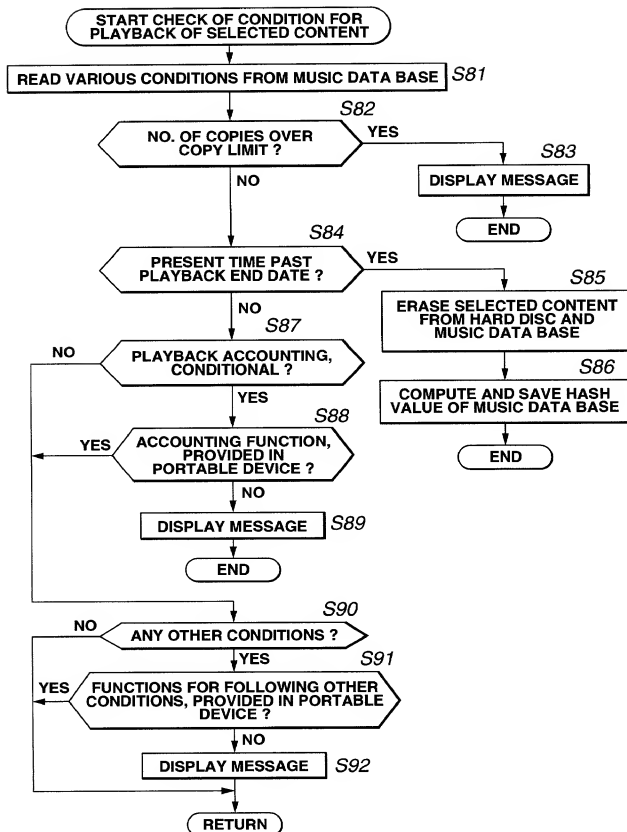 START CHECK OF CONDITION FOR
PLAYBACK OF SELECTED CONTENT
S81
READ VARIOUS CONDITIONS FROM MUSIC DATA BASE
S82
NO. OF COPIES OVER
COPY LIMIT ?
YES
NO
S83
DISPLAY MESSAGE
END
S84
PRESENT TIME PAST
PLAYBACK END DATE ?
YES
NO
S85
ERASE SELECTED CONTENT
FROM HARD DISC AND
MUSIC DATA BASE
S86
COMPUTE AND SAVE HASH
VALUE OF MUSIC DATA BASE
END
S87
PLAYBACK ACCOUNTING,
CONDITIONAL ?
NO
YES
S88
ACCOUNTING FUNCTION,
PROVIDED IN
PORTABLE DEVICE ?
YES
NO
DISPLAY MESSAGE
S89
END
S90
ANY OTHER CONDITIONS ?
NO
YES
S91
FUNCTIONS FOR FOLLOWING OTHER
CONDITIONS, PROVIDED IN PORTABLE
DEVICE ?
YES
NO
DISPLAY MESSAGE
S92
RETURN